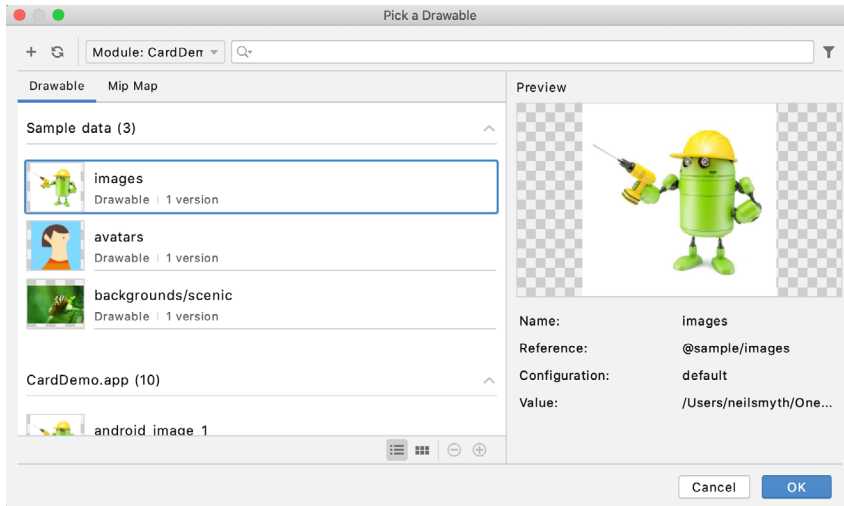 Pick a Drawable
Module: CardDem
Drawable Mip Map
Sample data (3)
images
Drawable | 1 version
avatars
Drawable | 1 version
backgrounds/scenic
Drawable | 1 version
CardDemo.app (10)
android_image_1
Preview
Name: images
Reference: @sample/images
Configuration: default
Value: /Users/neilsmyth/One...
Cancel OK